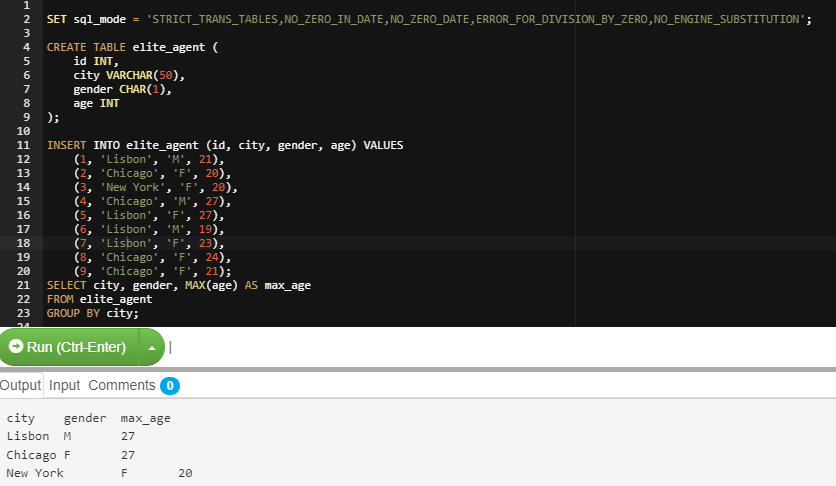 1
2 SET sql_mode = 'STRICT_TRANS_TABLES,NO_ZERO_IN_DATE,NO_ZERO_DATE,ERROR_FOR_DIVISION_BY_ZERO,NO_ENGINE_SUBSTITUTION';
3
4 CREATE TABLE elite_agent (
5 id INT,
6 city VARCHAR(50),
7 gender CHAR(1),
8 age INT
9 );
10
11 INSERT INTO elite_agent (id, city, gender, age) VALUES
12 (1, 'Lisbon', 'M', 21),
13 (2, 'Chicago', 'F', 20),
14 (3, 'New York', 'F', 20),
15 (4, 'Chicago', 'M', 27),
16 (5, 'Lisbon', 'F', 27),
17 (6, 'Lisbon', 'M', 19),
18 (7, 'Lisbon', 'F', 23),
19 (8, 'Chicago', 'F', 24),
20 (9, 'Chicago', 'F', 21);
21 SELECT city, gender, MAX(age) AS max_age
22 FROM elite_agent
23 GROUP BY city;
24
Run (Ctrl-Enter)
Output Input Comments 0
city gender max_age
Lisbon M 27
Chicago F 27
New York F 20